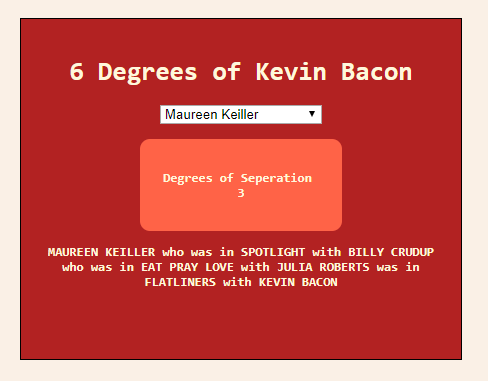 6 Degrees of Kevin Bacon
Maureen Keiller
Degrees of Seperation
3
MAUREEN KEILLER who was in SPOTLIGHT with BILLY CRUDUP
who was in EAT PRAY LOVE with JULIA ROBERTS was in
FLATLINERS with KEVIN BACON